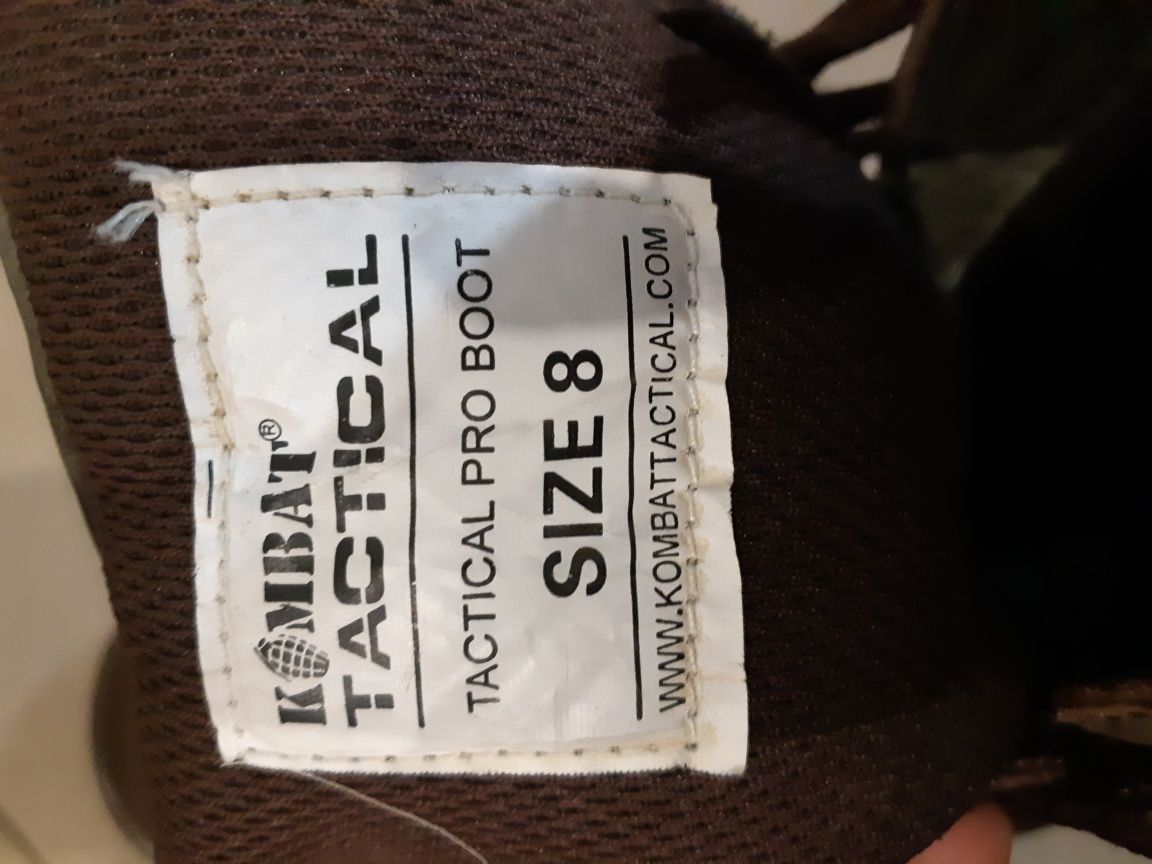 KOMBAT®
TACTICAL
TACTICAL PRO BOOT
SIZE 8
WWW.KOMBATTACTICAL.COM